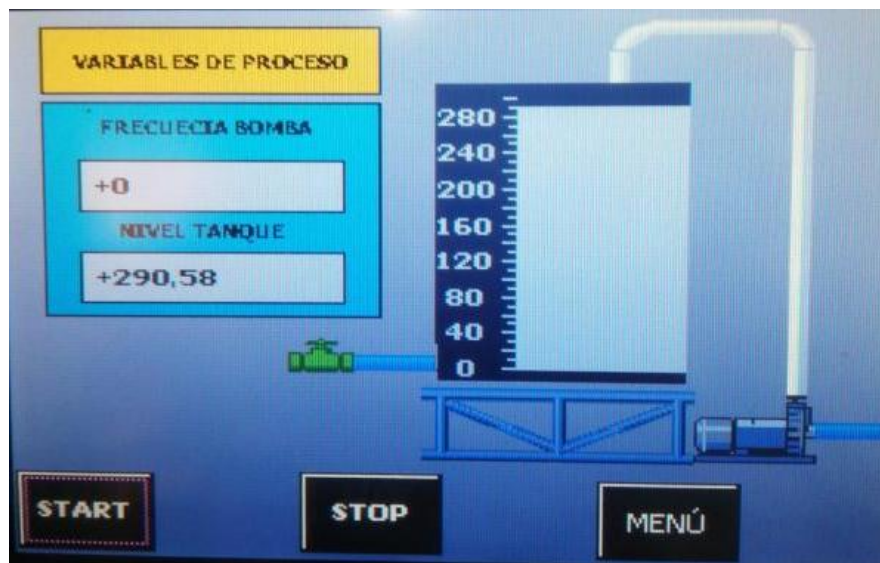 VARIABLES DE PROCESO
FRECUECIA BOMBA
+0
NIVEL TANQUE
+290,58
280
240
200
160
120
80
40
0
START
STOP
MENÚ